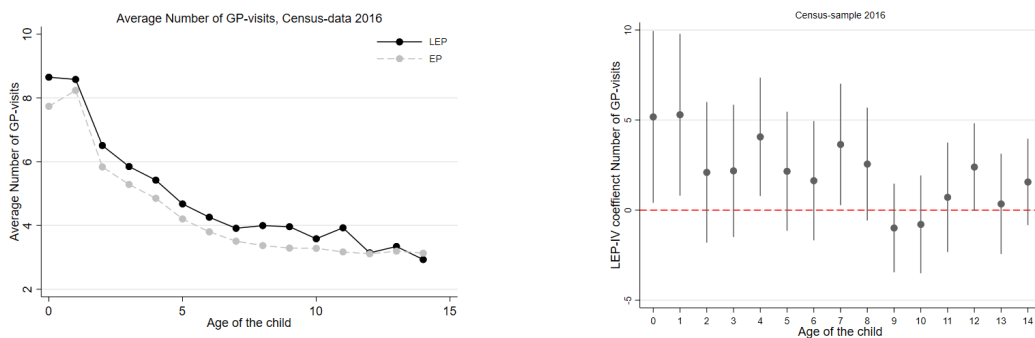 Average Number of GP-visits, Census-data 2016
LEP
EP
Average Number of GP-visits
10
8
6
4
2
0 5 10 15
Age of the child
Census-sample 2016
LEP-IV coeffienct Number of GP-visits
10
5
0
-5
0 1 2 3 4 5 6 7 8 9 10 11 12 13 14
Age of the child